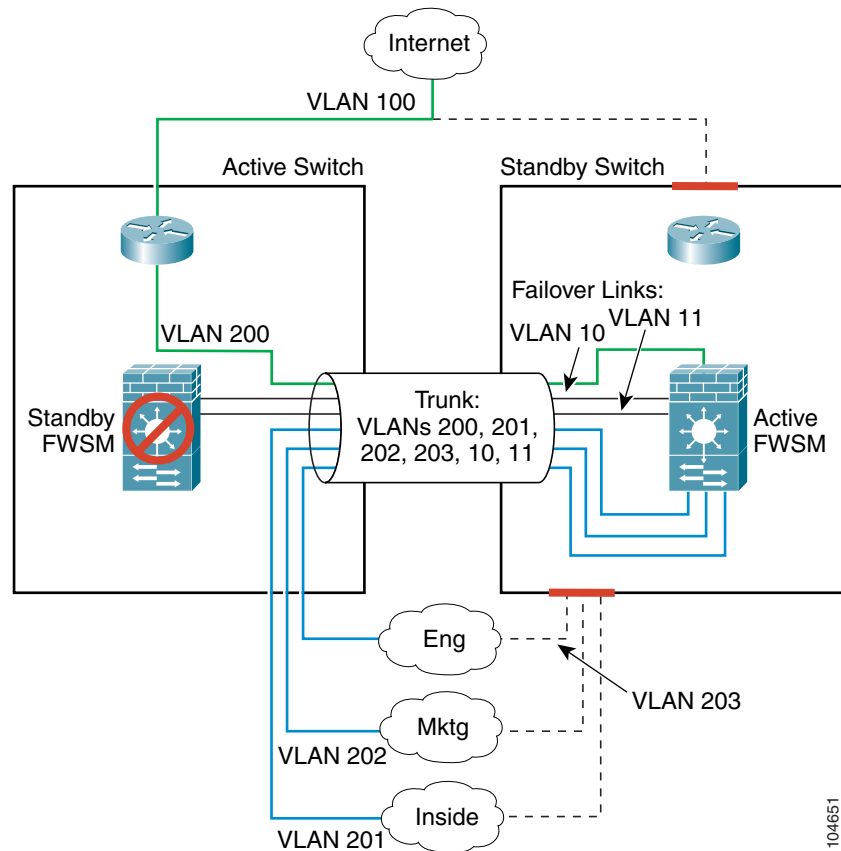 Internet
VLAN 100
Active Switch
Standby Switch
Failover Links:
VLAN 11
VLAN 10
VLAN 200
Standby
FWSM
Trunk:
VLANs 200, 201,
202, 203, 10, 11
Active
FWSM
Eng
VLAN 203
Mktg
VLAN 202
Inside
VLAN 201
104651